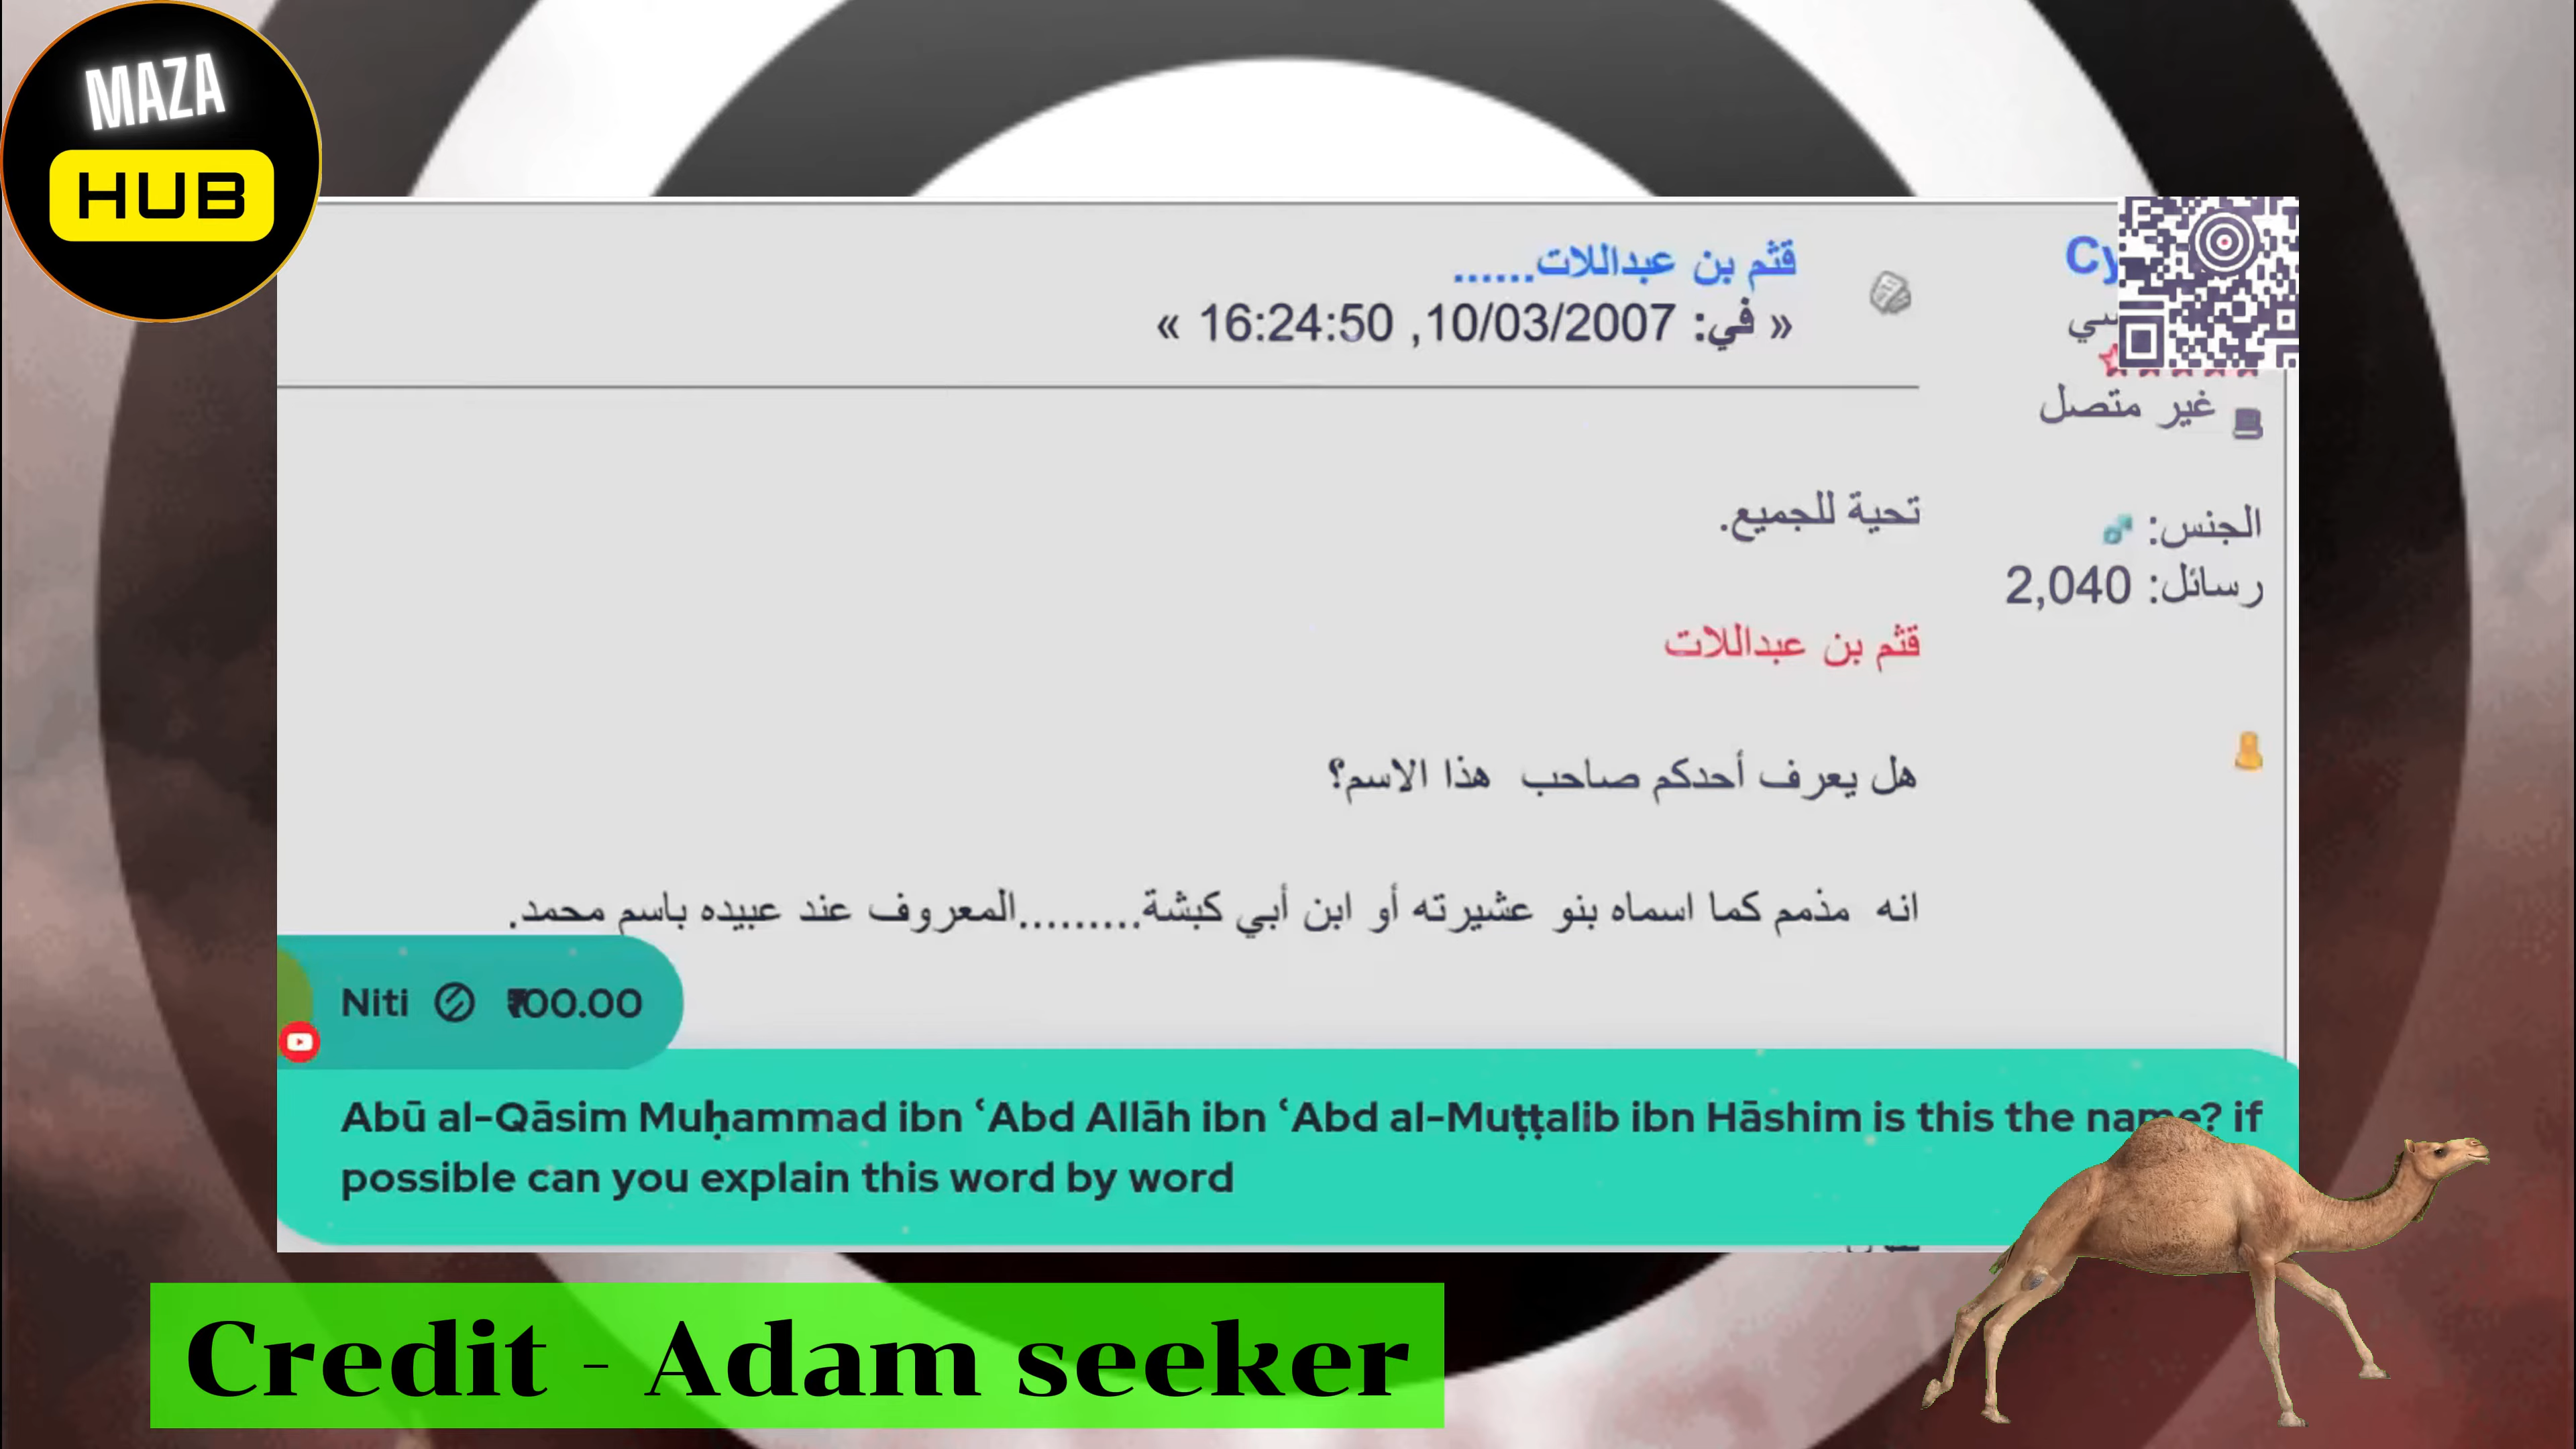 MAZA
HUB
قثم بن عبداللات......
« في: 10/03/2007, 16:24:50 »
غير متصل
الجنس:
رسائل: 2,040
تحية للجميع.
قثم بن عبداللات
هل يعرف أحدكم صاحب هذا الاسم؟
انه مذمم كما اسماه بنو عشيرته أو ابن أبي كبشة.........المعروف عند عبيده باسم محمد.
Niti
Abū al-Qāsim Muḥammad ibn ʿAbd Allāh ibn ʿAbd al-Muṭṭalib ibn Hāshim is this the name? if
possible can you explain this word by word
Credit - Adam seeker